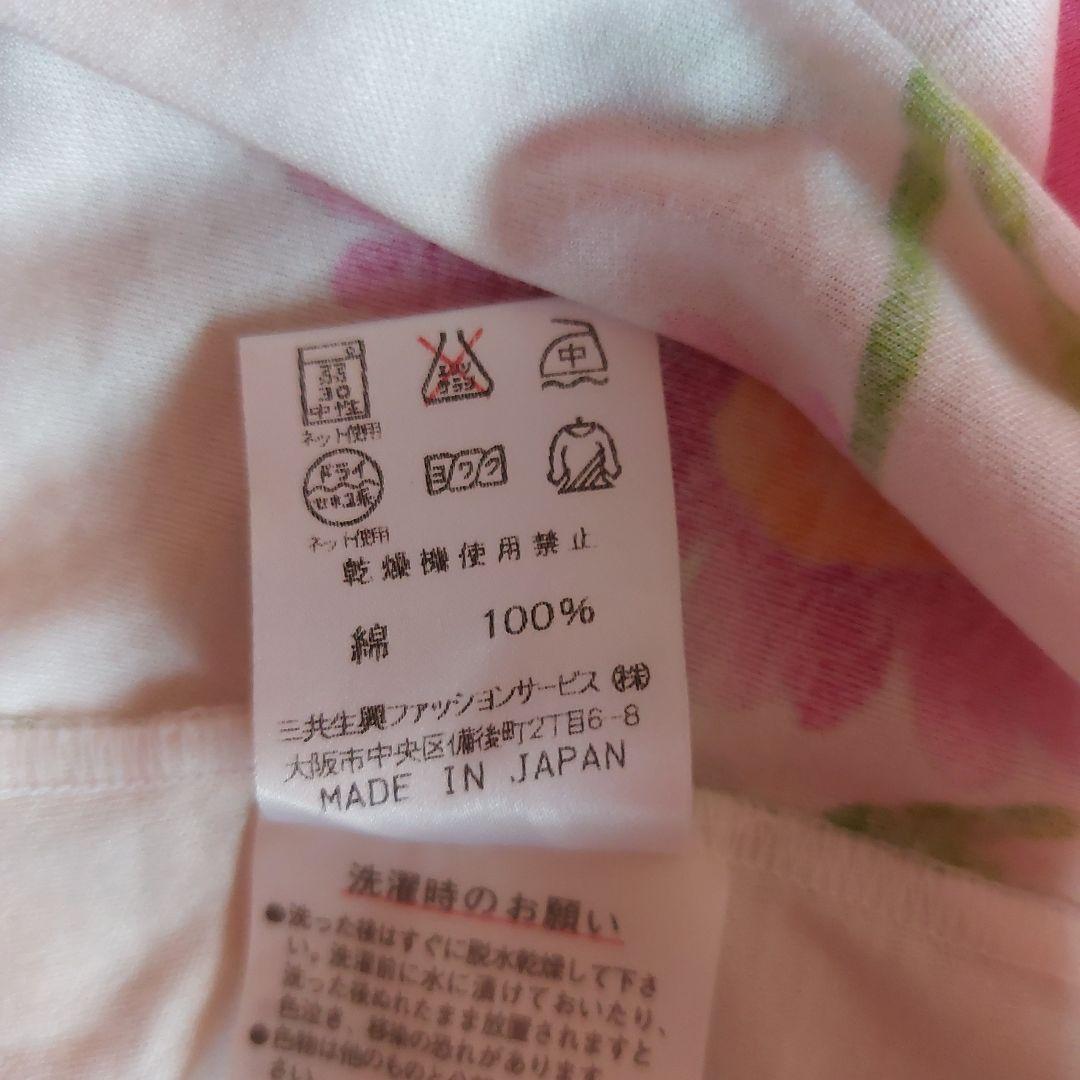 弱
30
中性
ネット使用
エンソ
サラシ
中
ドライ
セキユ系
ネット使用
ヨワク
乾燥機使用禁止
綿 100%
三共生興ファッションサービス㈱
大阪市中央区備後町2丁目6-8
MADE IN JAPAN
洗濯時のお願い
●洗った後はすぐに脱水乾燥して下さ
い。洗濯前に水に漬けておいたり、
洗った後ぬれたまま放置されますと
色泣き、移染の恐れがあります。
●色物は他のものと